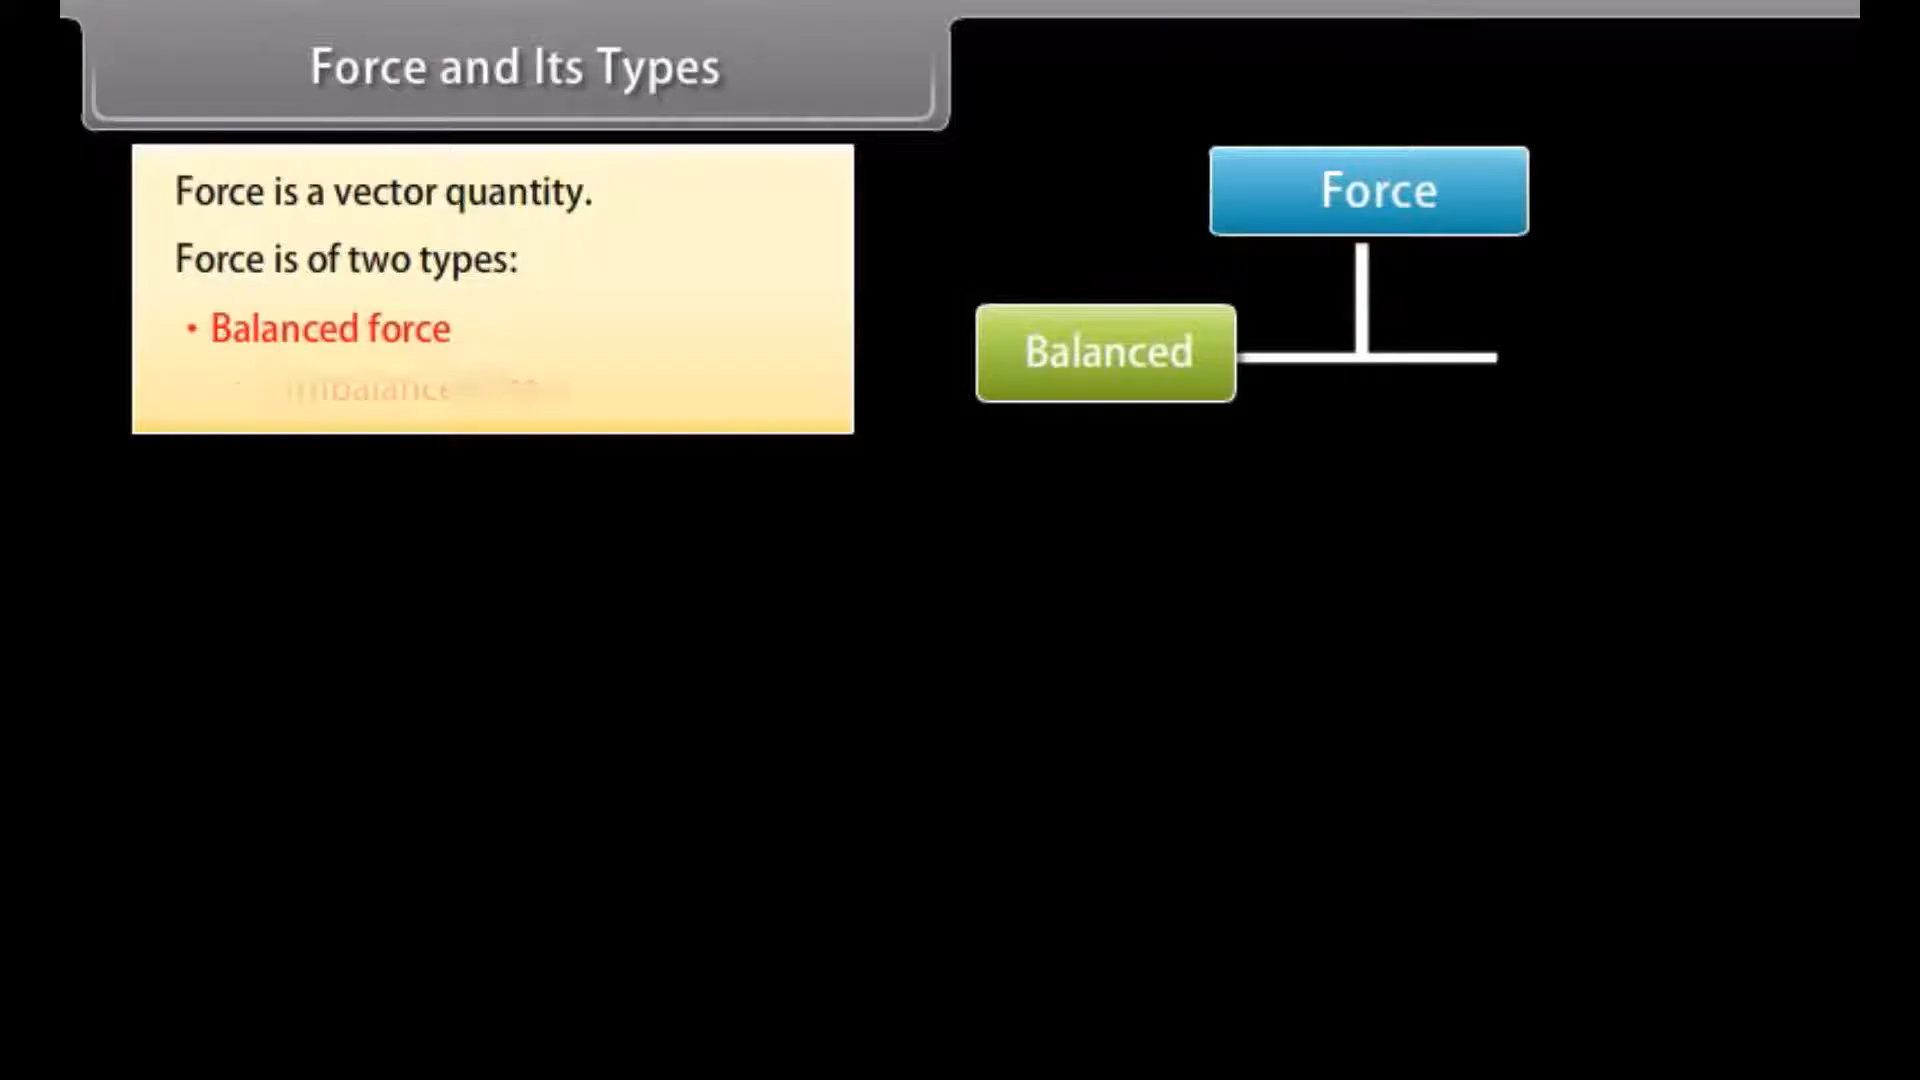 Force and Its Types
Force is a vector quantity.
Force is of two types:
• Balanced force
Force
Balanced